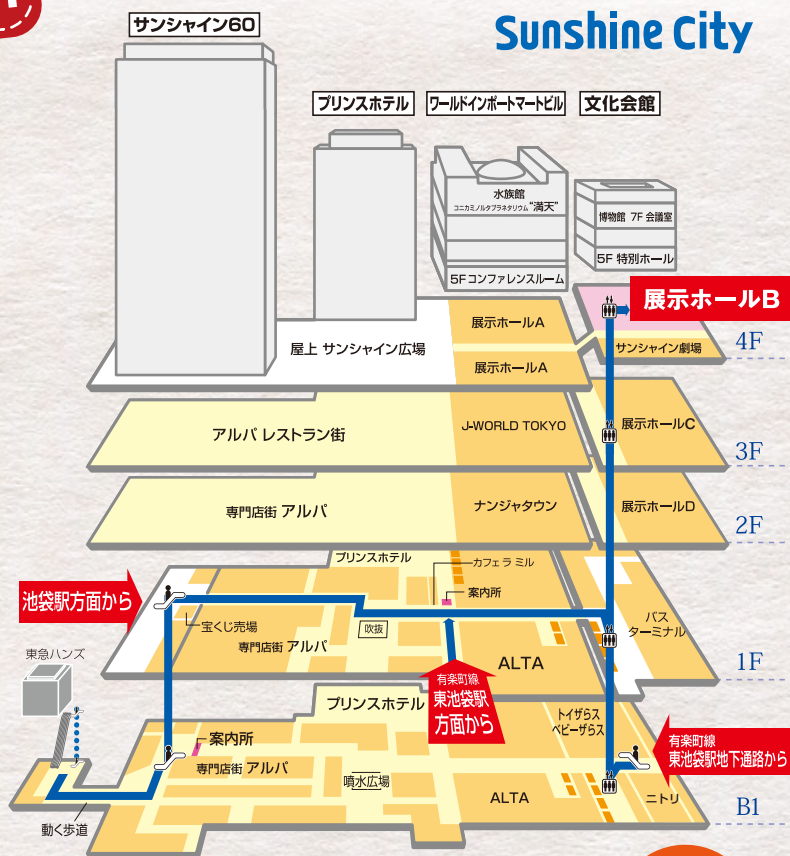 サンシャイン60
Sunshine City
プリンスホテル
ワールドインポートマートビル
文化会館
水族館
コニカミノルタプラネタリウム"満天"
博物館 7F 会議室
5F 特別ホール
5Fコンファレンスルーム
展示ホールB
展示ホールA
屋上 サンシャイン広場
サンシャイン劇場
4F
展示ホールA
アルパ レストラン街
J-WORLD TOKYO
展示ホールC
3F
専門店街 アルパ
ナンジャタウン
展示ホールD
2F
プリンスホテル
カフェ ラ ミル
案内所
池袋駅方面から
宝くじ売場
吹抜
専門店街 アルパ
バス
ターミナル
東急ハンズ
ALTA
1F
有楽町線
東池袋駅
方面から
プリンスホテル
トイザらス
ベビーザらス
案内所
有楽町線
東池袋駅地下通路から
専門店街 アルパ
噴水広場
ALTA
ニトリ
B1
動く歩道